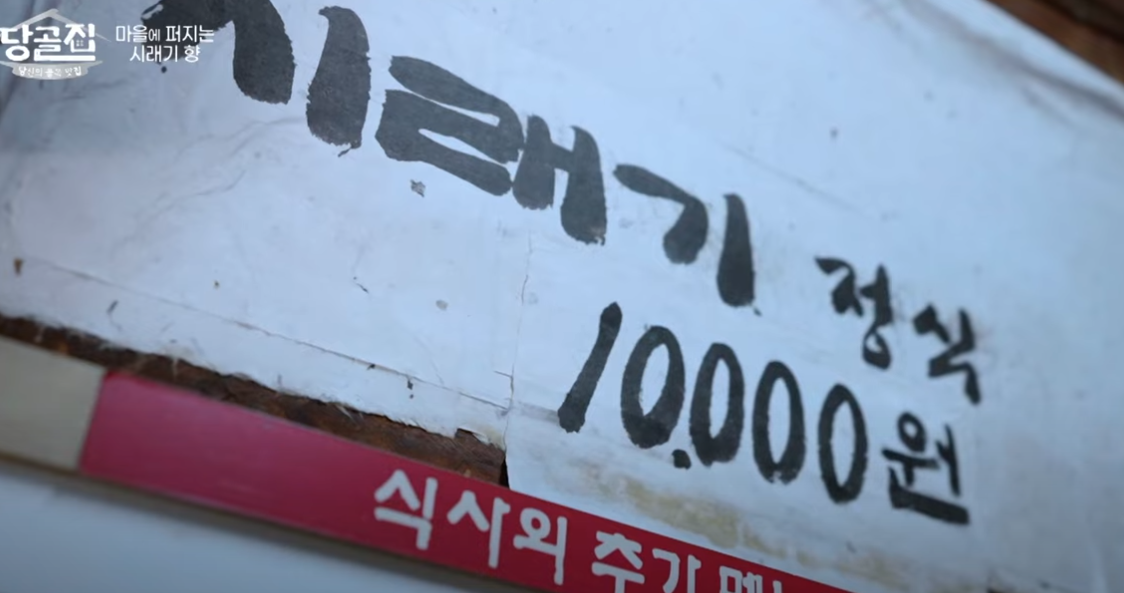 당골집
마을에 퍼지는
시래기 향
시래기 정식
10,000원
식사외 추가